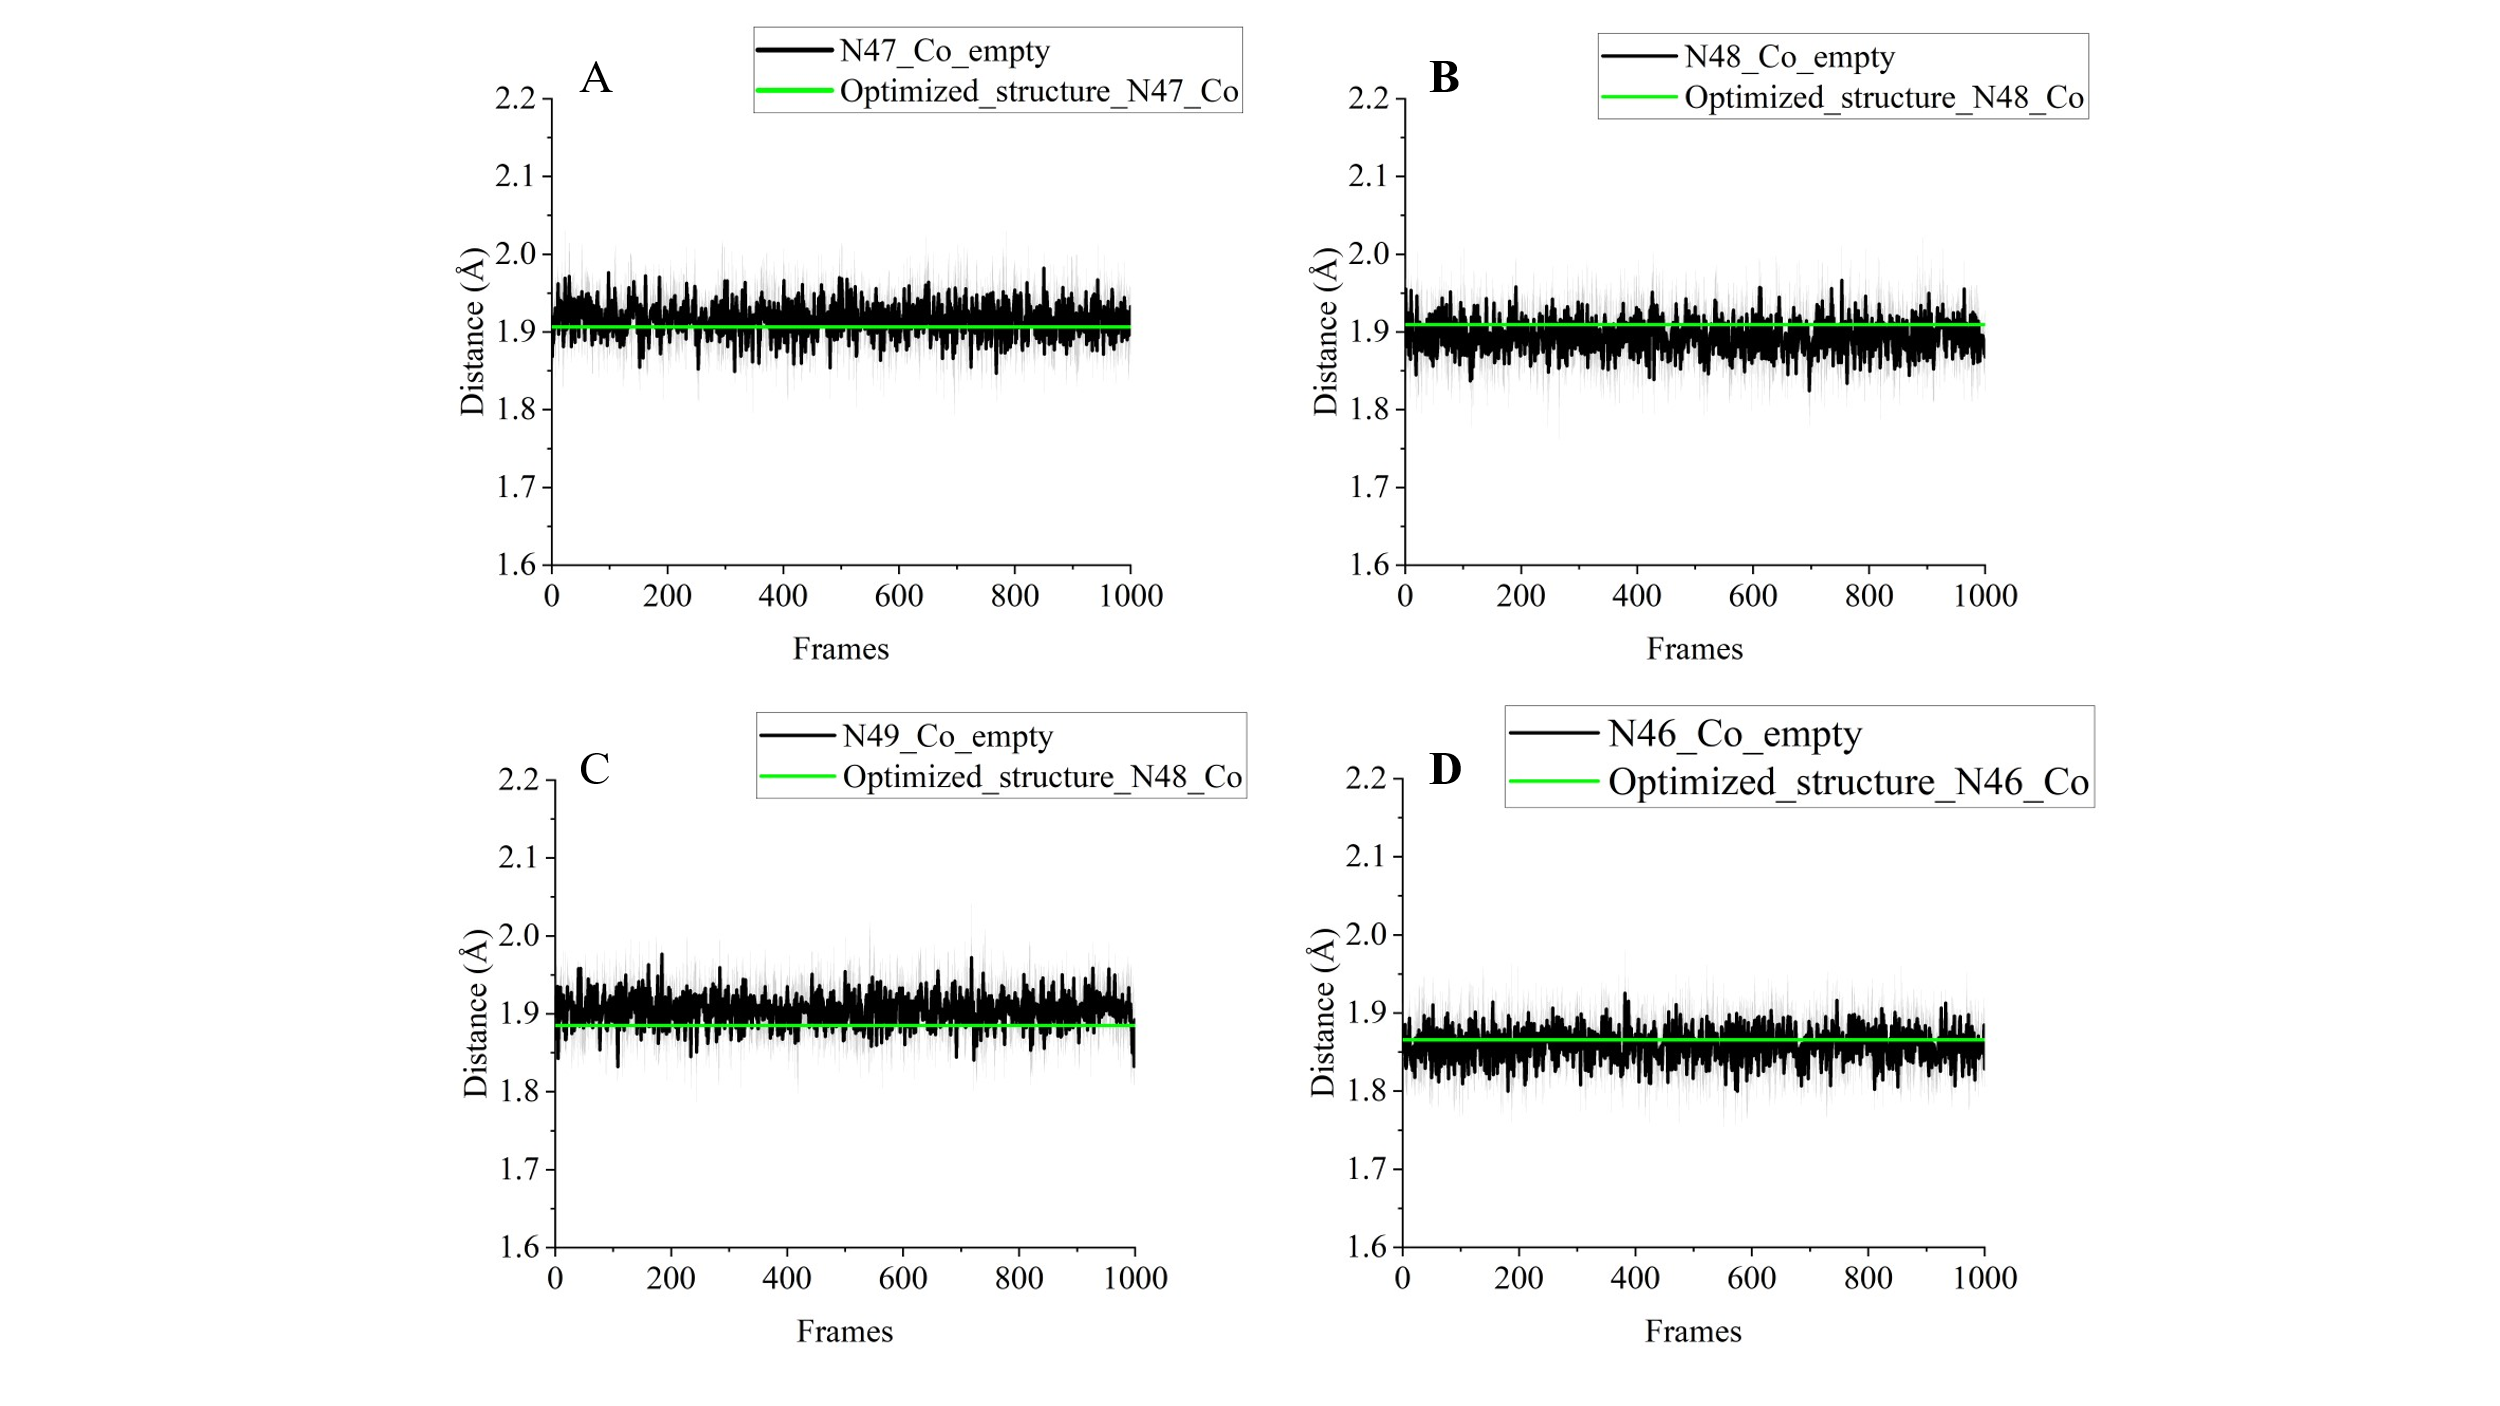 A
N47_Co_empty
Optimized_structure_N47_Co
2.2
2.1
2.0
1.9
1.8
1.7
1.6
Distance (Å)
0 200 400 600 800 1000
Frames
B
N48_Co_empty
Optimized_structure_N48_Co
2.2
2.1
2.0
1.9
1.8
1.7
1.6
Distance (Å)
0 200 400 600 800 1000
Frames
C
N49_Co_empty
Optimized_structure_N48_Co
2.2
2.1
2.0
1.9
1.8
1.7
1.6
Distance (Å)
0 200 400 600 800 1000
Frames
D
N46_Co_empty
Optimized_structure_N46_Co
2.2
2.1
2.0
1.9
1.8
1.7
1.6
Distance (Å)
0 200 400 600 800 1000
Frames